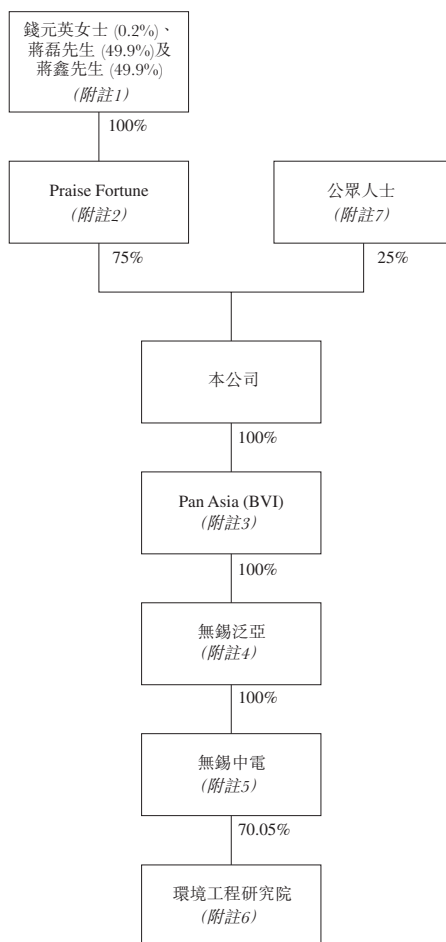 錢元英女士 (0.2%)、
蔣磊先生 (49.9%)及
蔣鑫先生 (49.9%)
(附註1)
100%
Praise Fortune
(附註2)
公眾人士
(附註7)
75%
25%
本公司
100%
Pan Asia (BVI)
(附註3)
100%
無錫泛亞
(附註4)
100%
無錫中電
(附註5)
70.05%
環境工程研究院
(附註6)